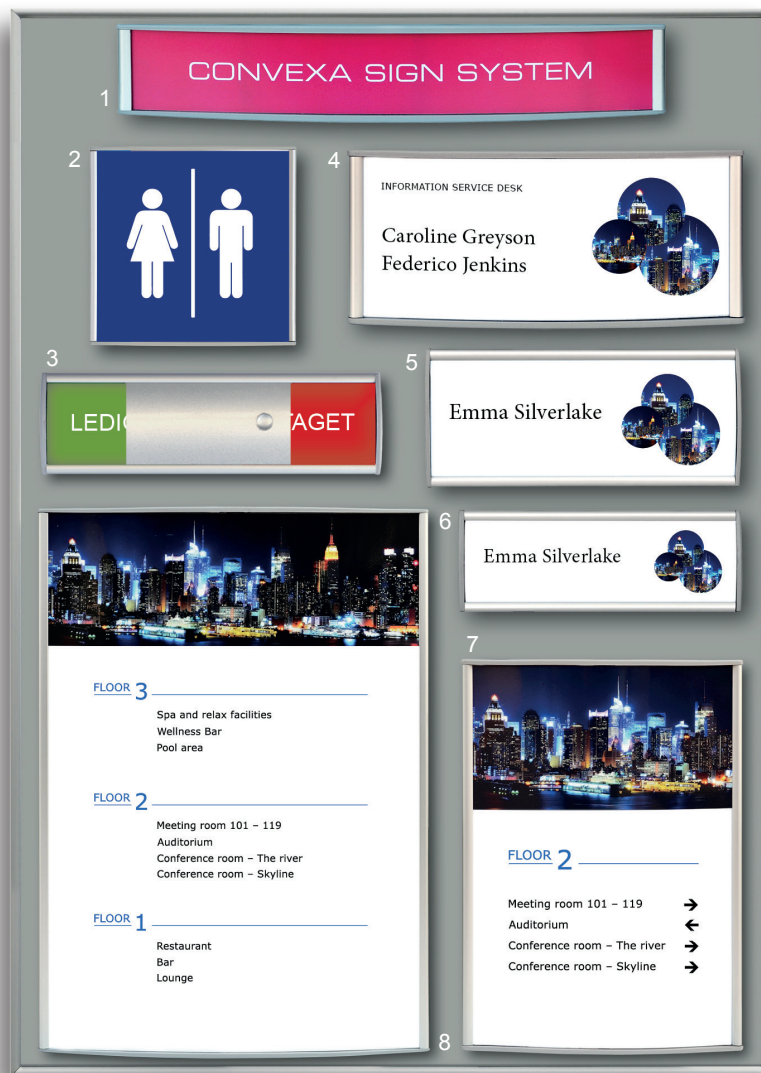 CONVEXA SIGN SYSTEM
1
2
4
INFORMATION SERVICE DESK
Caroline Greyson
Federico Jenkins
3
TAGET
5
Emma Silverlake
6
Emma Silverlake
FLOOR 3
Spa and relax facilities
Wellness Bar
Pool area
FLOOR 2
Meeting room 101 – 119
Auditorium
Conference room – The river
Conference room – Skyline
FLOOR 1
Restaurant
Bar
Lounge
8
7
FLOOR 2
Meeting room 101 – 119 →
Auditorium ←
Conference room – The river →
Conference room – Skyline →